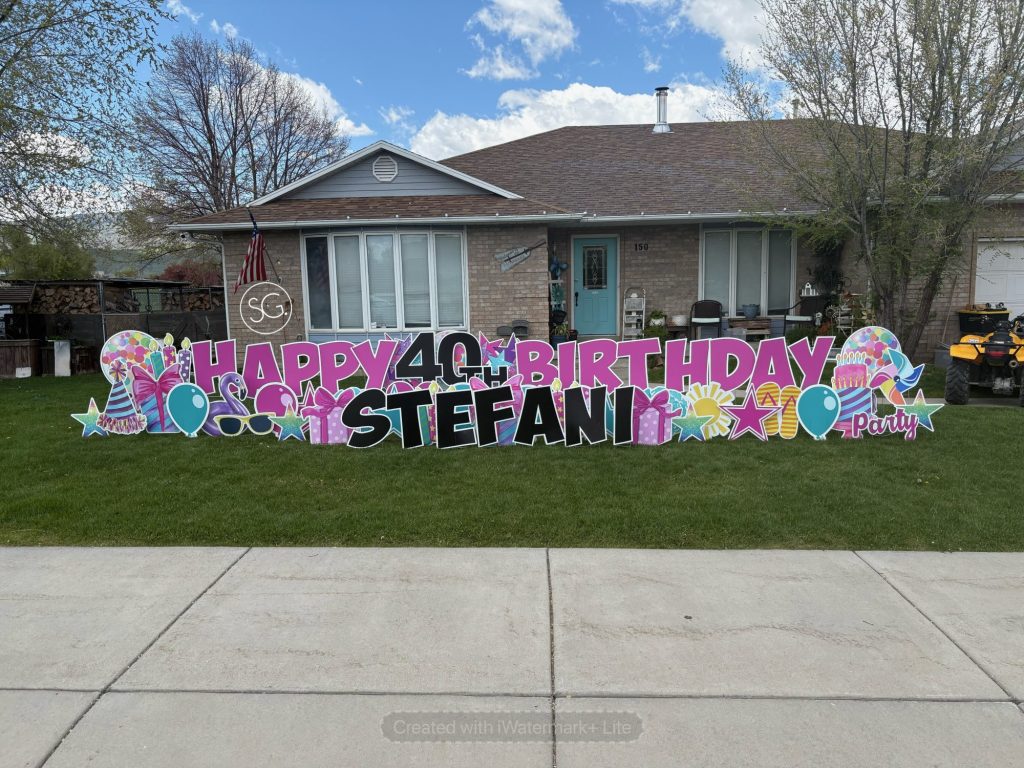 150
SG.
HAPPY 40TH BIRTHDAY
STEFANI
Party
Created with iWatermark+ Lite